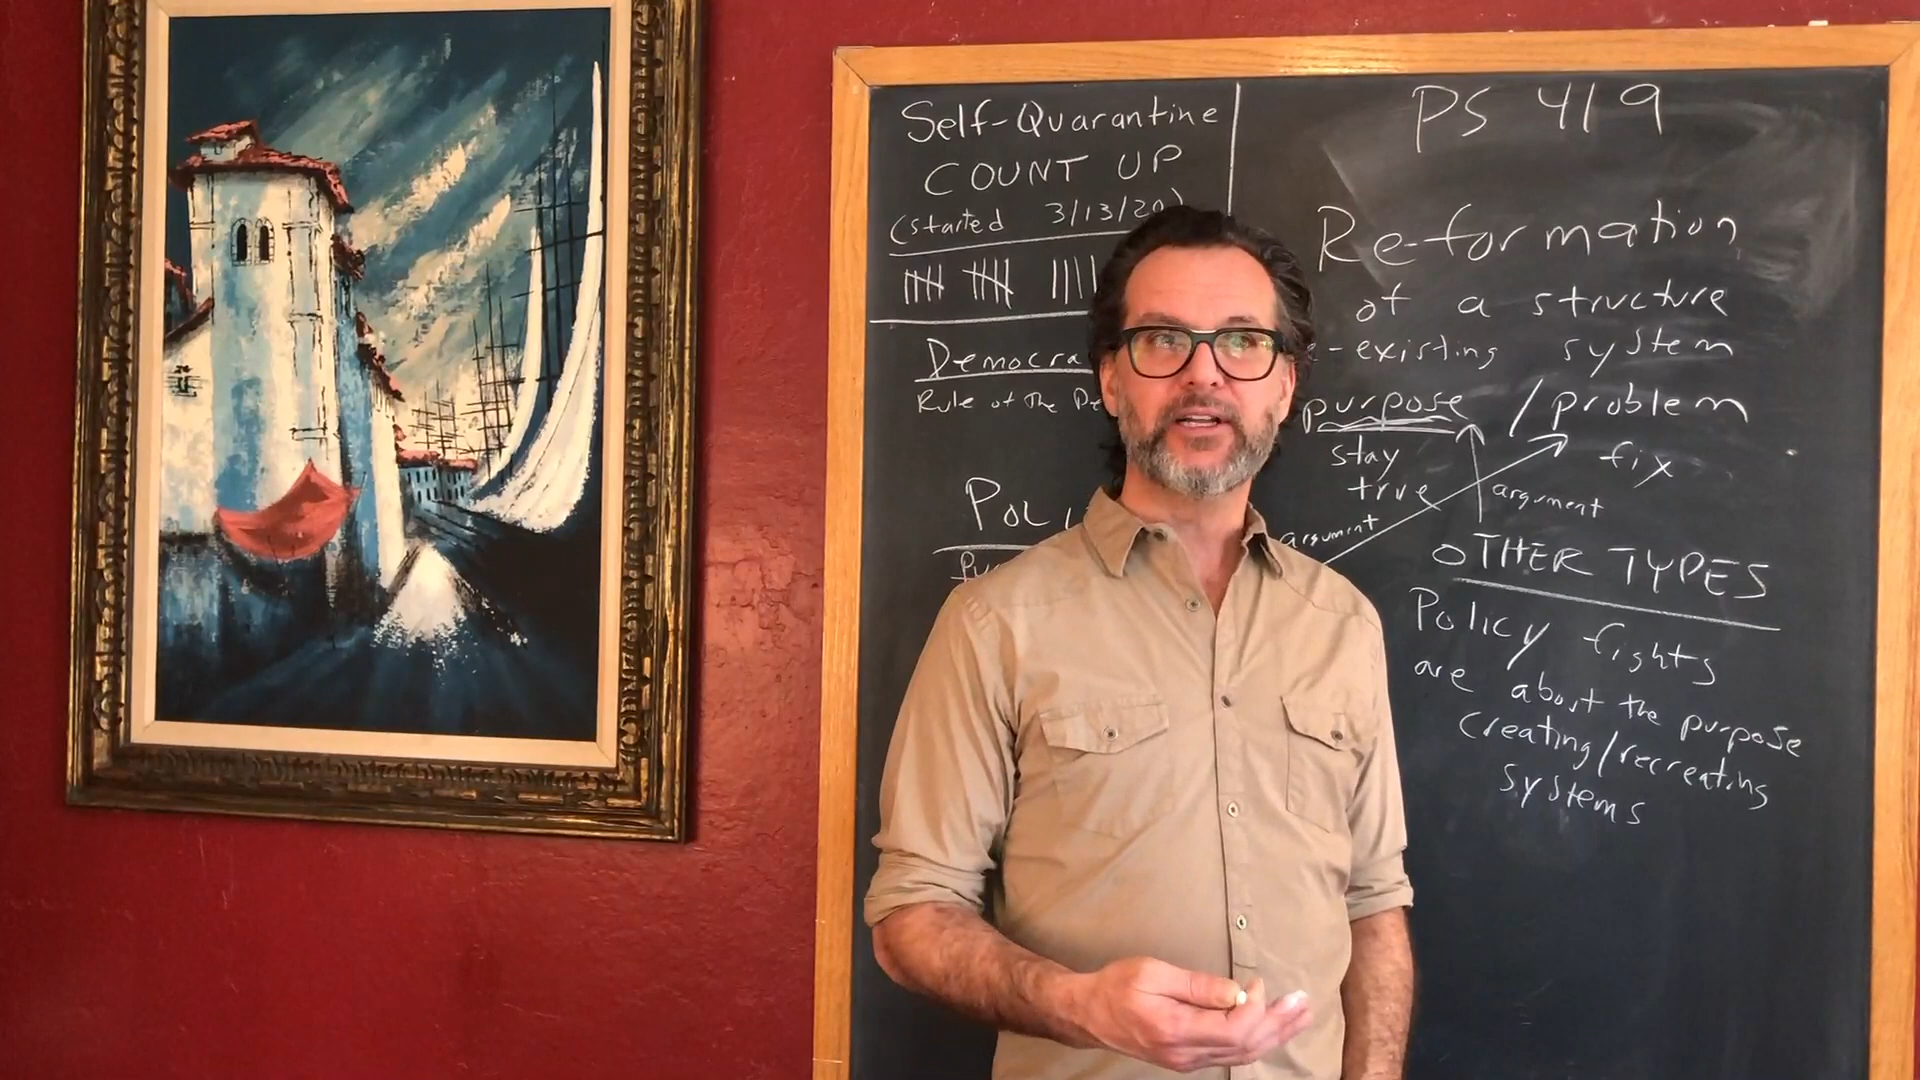 Self-Quarantine
COUNT UP
(started 3/13/20)
Democra
Rule of the Pe
POLI
PS 419
Re-formation
of a structure
-existing system
purpose / problem
stay fix
true
argument
argument
OTHER TYPES
Policy fights
are about the purpose
creating/recreating
systems